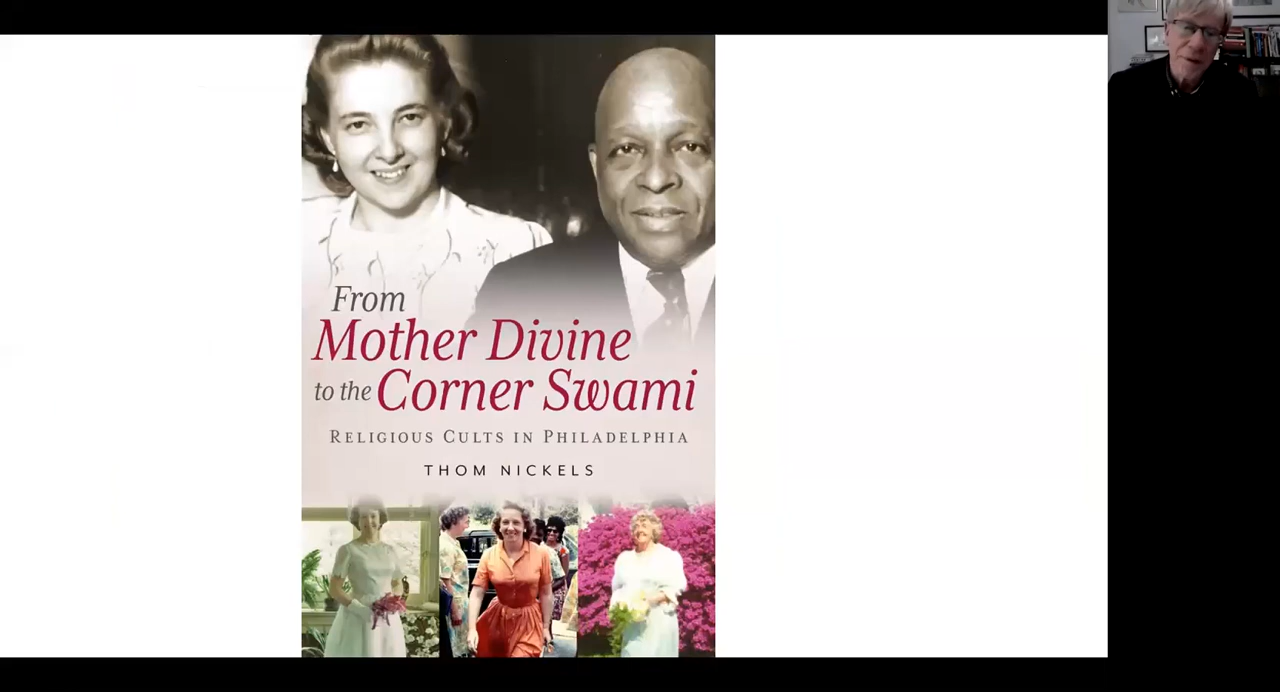 From
Mother Divine
to the Corner Swami
RELIGIOUS CULTS IN PHILADELPHIA
THOM NICKELS